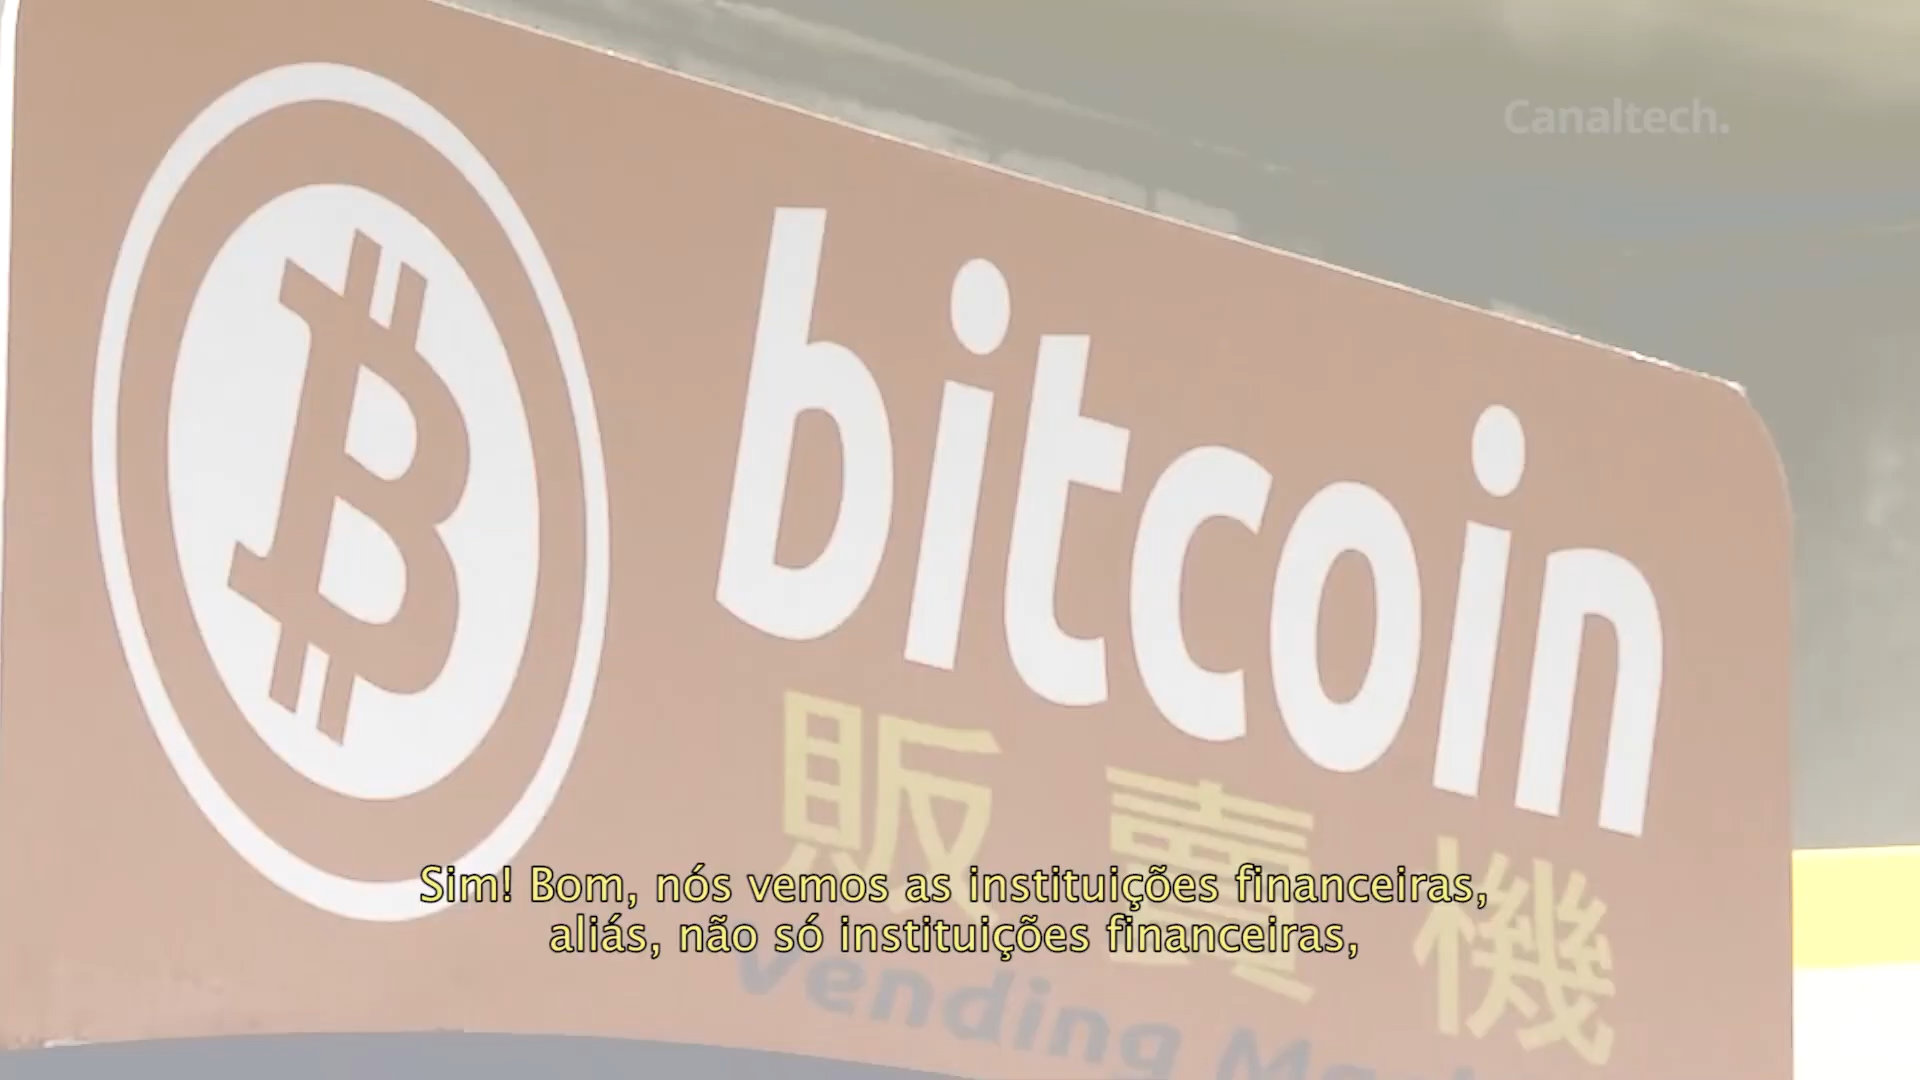 Canaltech.
bitcoin
販賣機
Vending
Sim! Bom, nós vemos as instituições financeiras,
aliás, não só instituições financeiras,